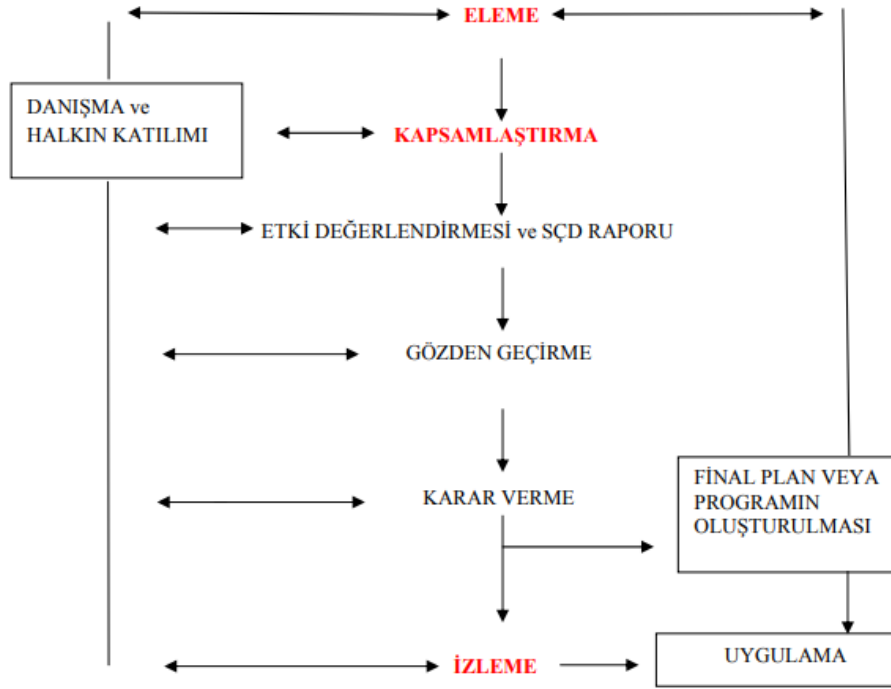 ELEME
DANIŞMA ve
HALKIN KATILIMI
KAPSAMLAŞTIRMA
ETKİ DEĞERLENDİRMESİ ve SÇD RAPORU
GÖZDEN GEÇİRME
KARAR VERME
FİNAL PLAN VEYA
PROGRAMIN
OLUŞTURULMASI
İZLEME
UYGULAMA